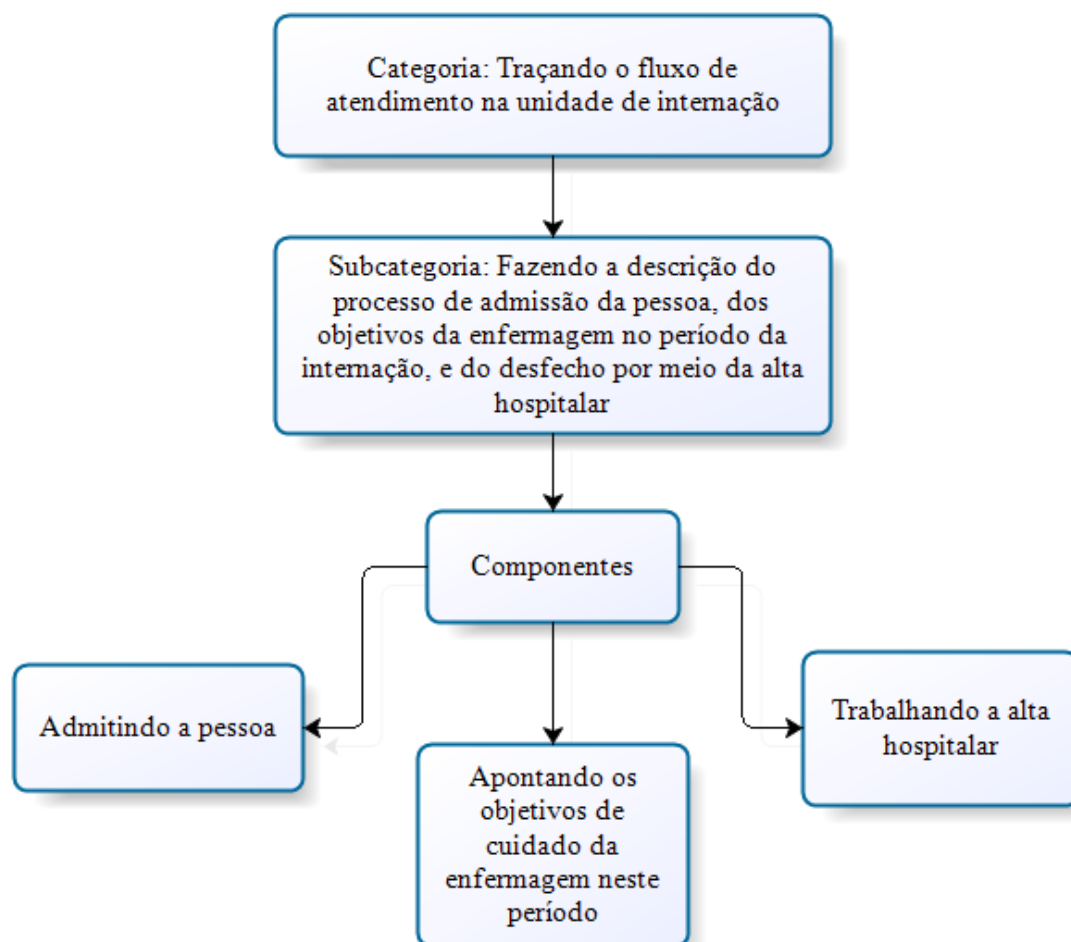 Categoria: Traçando o fluxo de
atendimento na unidade de internação
Subcategoria: Fazendo a descrição do
processo de admissão da pessoa, dos
objetivos da enfermagem no período da
internação, e do desfecho por meio da alta
hospitalar
Componentes
Admitindo a pessoa
Apontando os
objetivos de
cuidado da
enfermagem neste
período
Trabalhando a alta
hospitalar